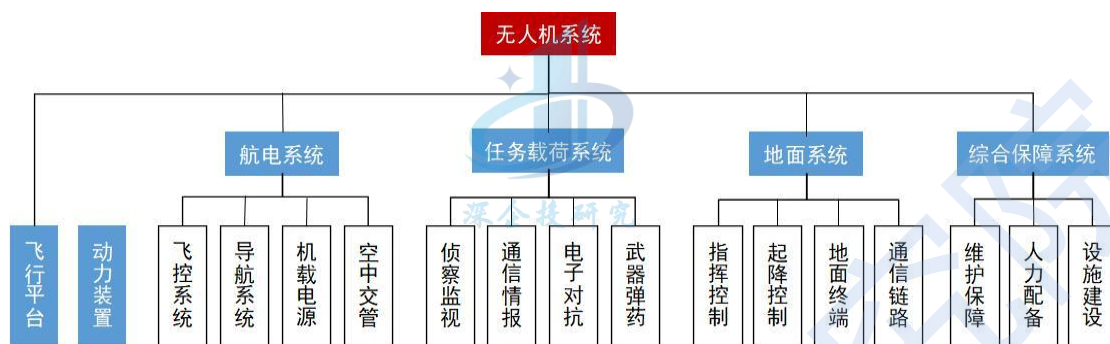 无人机系统
航电系统
任务载荷系统
地面系统
综合保障系统
飞行平台
动力装置
飞控系统
导航系统
机载电源
空中交管
侦察监视
通信情报
电子对抗
武器弹药
指挥控制
起降控制
地面终端
通信链路
维护保障
人力配备
设施建设
深企投研究
究院